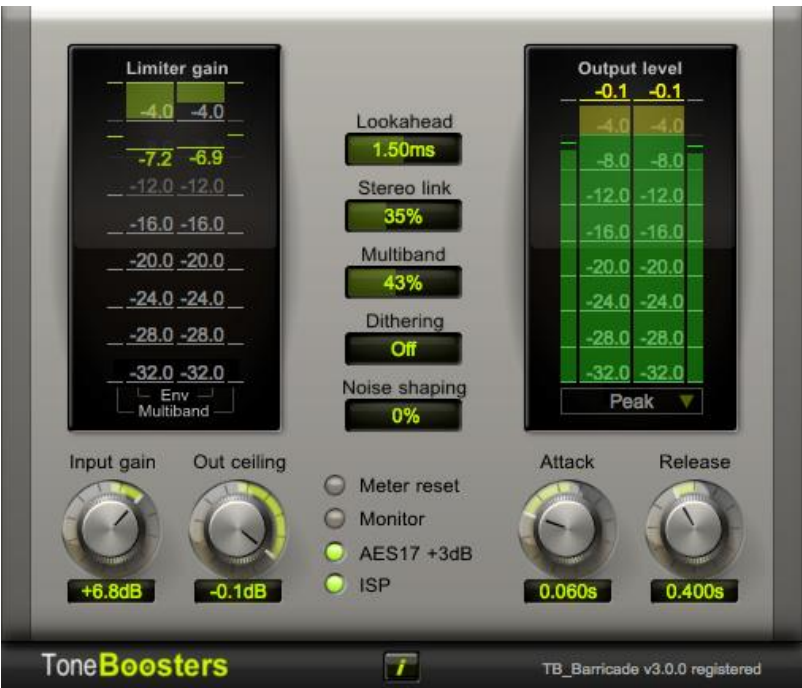 Limiter gain
-4.0 -4.0
-7.2 -6.9
-12.0 -12.0
-16.0 -16.0
-20.0 -20.0
-24.0 -24.0
-28.0 -28.0
-32.0 -32.0
Env
Multiband
Lookahead
1.50ms
Stereo link
35%
Multiband
43%
Dithering
Off
Noise shaping
0%
Output level
-0.1 -0.1
-4.0 -4.0
-8.0 -8.0
-12.0 -12.0
-16.0 -16.0
-20.0 -20.0
-24.0 -24.0
-28.0 -28.0
-32.0 -32.0
Peak
Input gain
+6.8dB
Out ceiling
-0.1dB
Meter reset
Monitor
AES17 +3dB
ISP
Attack
0.060s
Release
0.400s
ToneBoosters
i
TB_Barricade v3.0.0 registered